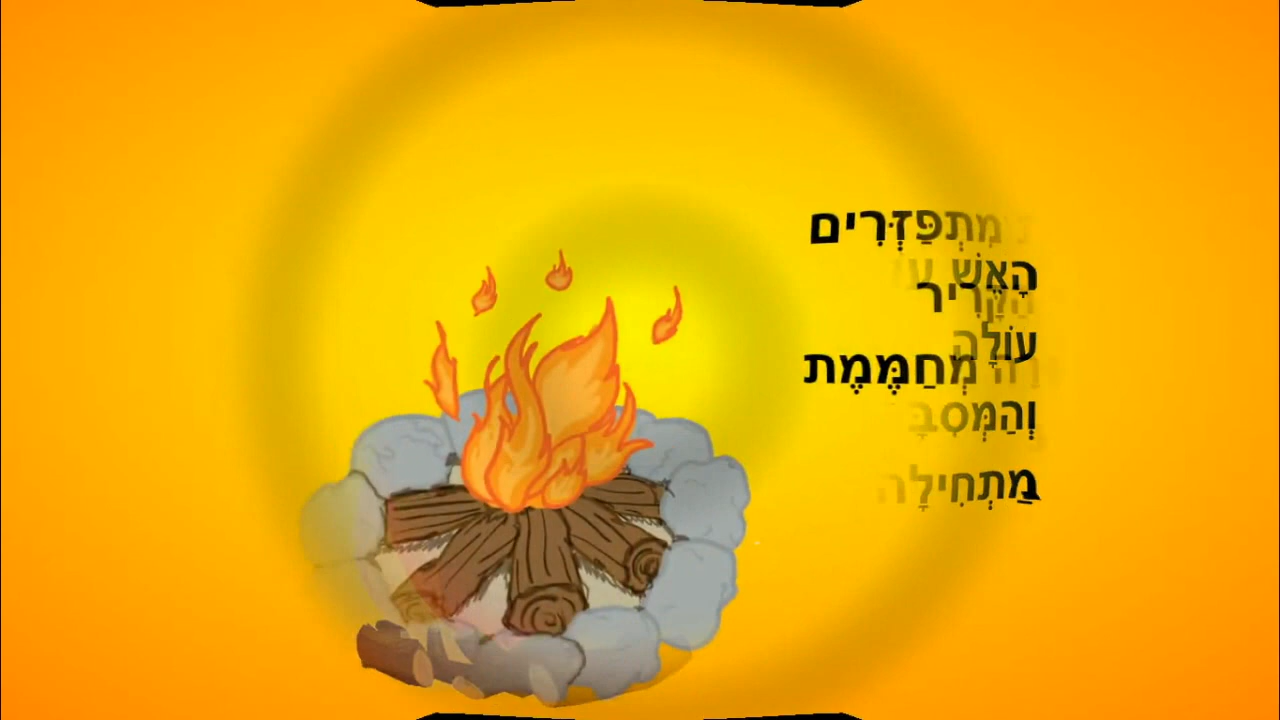 מִתְפַּזְּרִים
הָאֵשׁ
הַקָּרִיר
עוֹלָה
מְחַמֶּמֶת
וְהַמְּסִבָּ
מַתְחִילָה